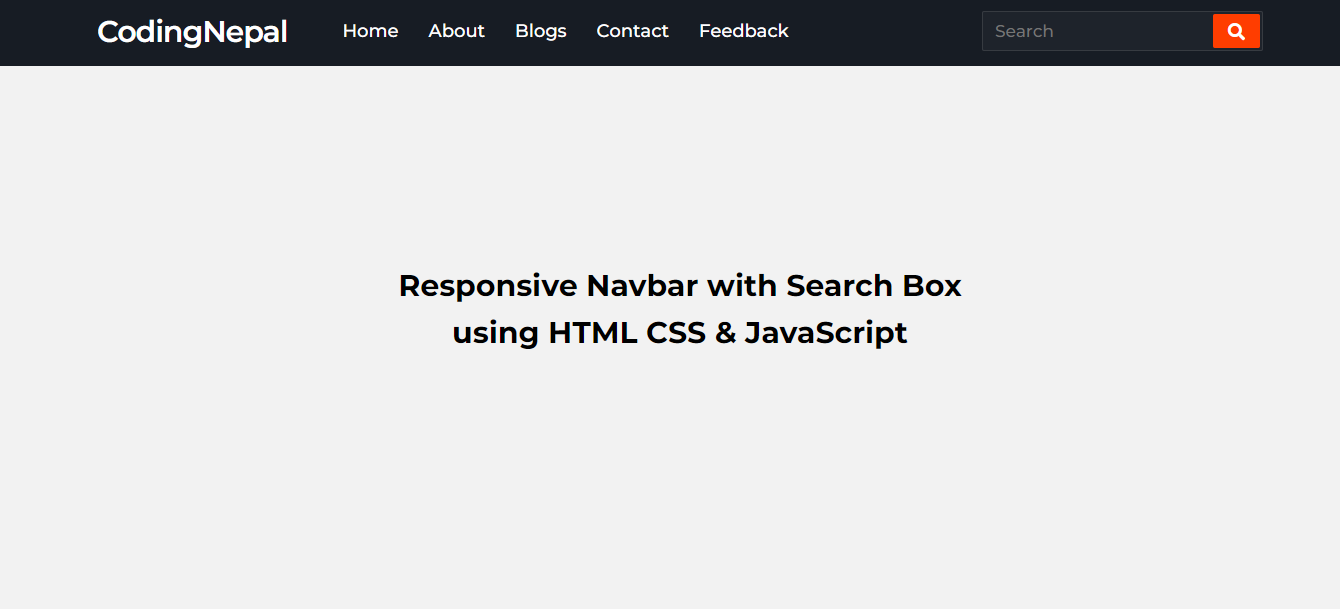 CodingNepal Home About Blogs Contact Feedback Search
Responsive Navbar with Search Box
using HTML CSS & JavaScript